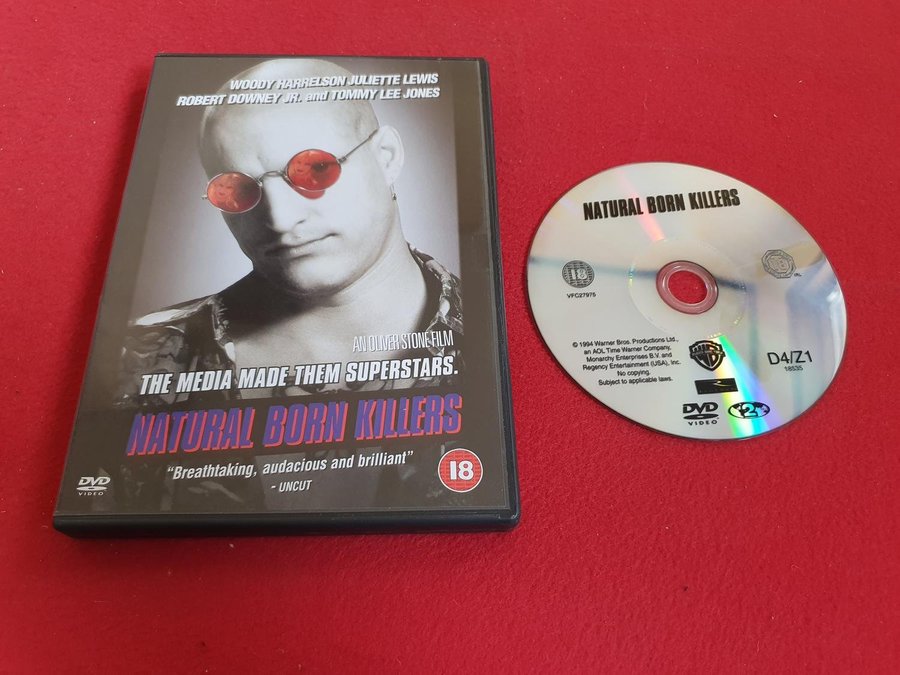 WOODY HARRELSON JULIETTE LEWIS
ROBERT DOWNEY JR. and TOMMY LEE JONES
AN OLIVER STONE FILM
THE MEDIA MADE THEM SUPERSTARS.
NATURAL BORN KILLERS
"Breathtaking, audacious and brilliant"
- UNCUT
DVD
VIDEO
18
NATURAL BORN KILLERS
18
VFC27975
© 1994 Warner Bros. Productions Ltd.,
an AOL Time Warner Company,
Monarchy Enterprises B.V. and
Regency Entertainment (USA), Inc.
No copying.
Subject to applicable laws.
D4/Z1
18535
DVD
VIDEO
2